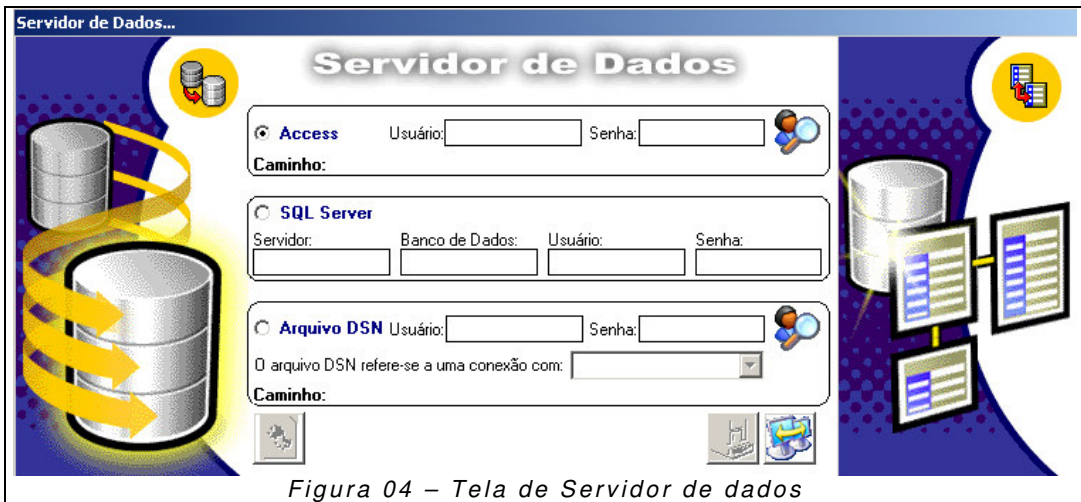 Servidor de Dados...
Servidor de Dados
Access Usuário: Senha:
Caminho:
SQL Server
Servidor: Banco de Dados: Usuário: Senha:
Arquivo DSN Usuário: Senha:
O arquivo DSN refere-se a uma conexão com:
Caminho:
Figura 04 – Tela de Servidor de dados